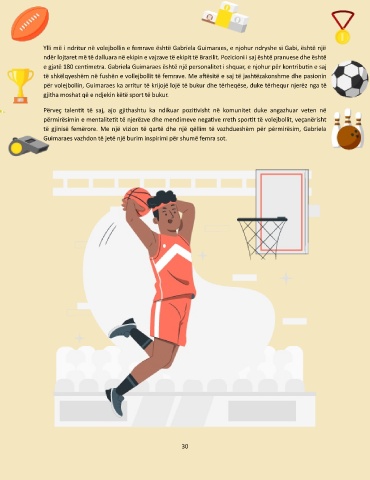 Ylli më i ndritur në volejbollin e femrave është Gabriela Guimaraes, e njohur ndryshe si Gabi, është një
ndër lojtaret më të dalluara në ekipin e vajzave të ekipit të Brazilit. Pozicioni i saj është pranuese dhe është
e gjatë 180 centimetra. Gabriela Guimaraes është një personalitet i shquar, e njohur për kontributin e saj
të shkëlqyeshëm në fushën e vollejbollit të femrave. Me aftësitë e saj të jashtëzakonshme dhe pasionin
për volejbollin, Guimaraes ka arritur të krijojë lojë të bukur dhe tërheqëse, duke tërhequr njerëz nga të
gjitha moshat që e ndjekin këtë sport të bukur.
Përveç talentit të saj, ajo gjithashtu ka ndikuar pozitivisht në komunitet duke angazhuar veten në
përmirësimin e mentalitetit të njerëzve dhe mendimeve negative rreth sportit të volejbollit, veçanërisht
të gjinisë femërore. Me një vizion të qartë dhe një qëllim të vazhdueshëm për përmirësim, Gabriela
Guimaraes vazhdon të jetë një burim inspirimi për shumë femra sot.
30